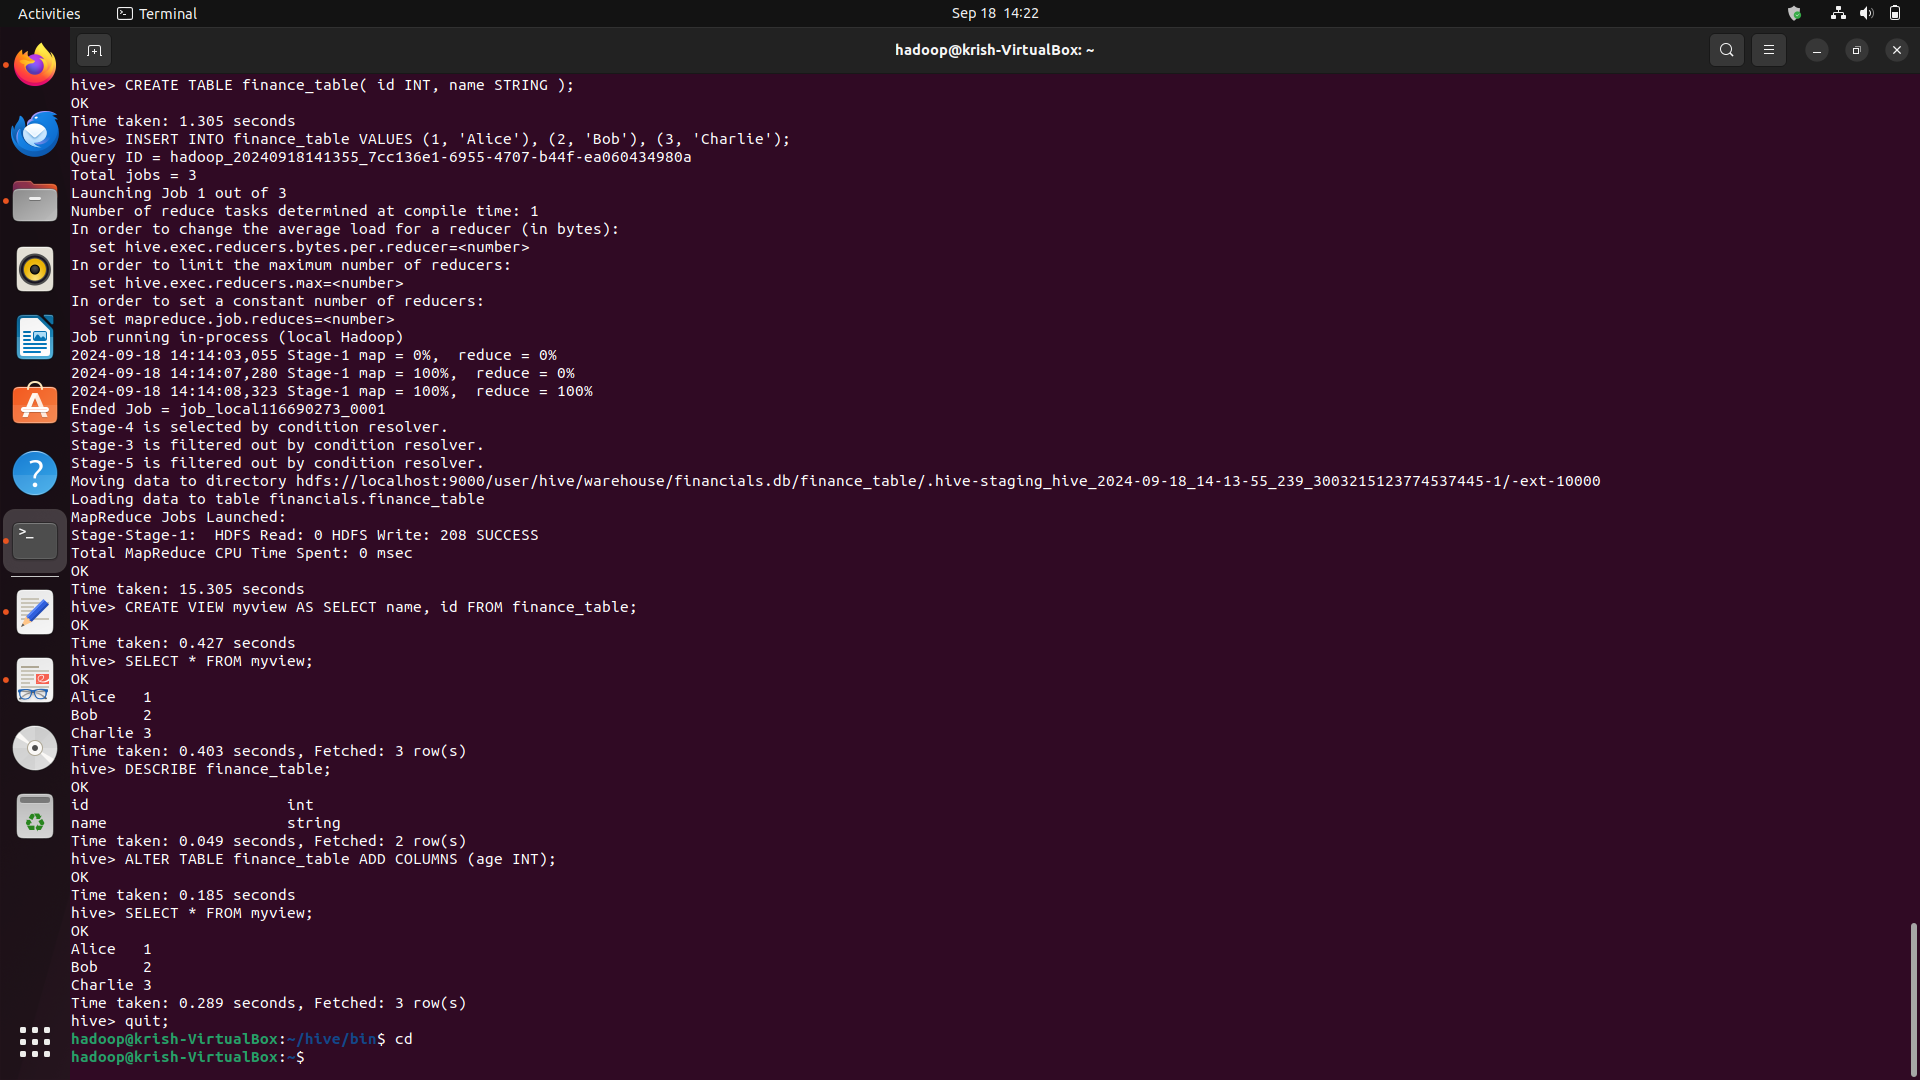 Activities
Terminal
Sep 18 14:22
hadoop@krish-VirtualBox: ~
hive> CREATE TABLE finance_table( id INT, name STRING );
OK
Time taken: 1.305 seconds
hive> INSERT INTO finance_table VALUES (1, 'Alice'), (2, 'Bob'), (3, 'Charlie');
Query ID = hadoop_20240918141355_7cc136e1-6955-4707-b44f-ea060434980a
Total jobs = 3
Launching Job 1 out of 3
Number of reduce tasks determined at compile time: 1
In order to change the average load for a reducer (in bytes):
  set hive.exec.reducers.bytes.per.reducer=<number>
In order to limit the maximum number of reducers:
  set hive.exec.reducers.max=<number>
In order to set a constant number of reducers:
  set mapreduce.job.reduces=<number>
Job running in-process (local Hadoop)
2024-09-18 14:14:03,055 Stage-1 map = 0%,  reduce = 0%
2024-09-18 14:14:07,280 Stage-1 map = 100%,  reduce = 0%
2024-09-18 14:14:08,323 Stage-1 map = 100%,  reduce = 100%
Ended Job = job_local116690273_0001
Stage-4 is selected by condition resolver.
Stage-3 is filtered out by condition resolver.
Stage-5 is filtered out by condition resolver.
Moving data to directory hdfs://localhost:9000/user/hive/warehouse/financials.db/finance_table/.hive-staging_hive_2024-09-18_14-13-55_239_3003215123774537445-1/-ext-10000
Loading data to table financials.finance_table
MapReduce Jobs Launched:
Stage-Stage-1:  HDFS Read: 0 HDFS Write: 208 SUCCESS
Total MapReduce CPU Time Spent: 0 msec
OK
Time taken: 15.305 seconds
hive> CREATE VIEW myview AS SELECT name, id FROM finance_table;
OK
Time taken: 0.427 seconds
hive> SELECT * FROM myview;
OK
Alice   1
Bob     2
Charlie 3
Time taken: 0.403 seconds, Fetched: 3 row(s)
hive> DESCRIBE finance_table;
OK
id                      int
name                    string
Time taken: 0.049 seconds, Fetched: 2 row(s)
hive> ALTER TABLE finance_table ADD COLUMNS (age INT);
OK
Time taken: 0.185 seconds
hive> SELECT * FROM myview;
OK
Alice   1
Bob     2
Charlie 3
Time taken: 0.289 seconds, Fetched: 3 row(s)
hive> quit;
hadoop@krish-VirtualBox:~/hive/bin$ cd
hadoop@krish-VirtualBox:~$